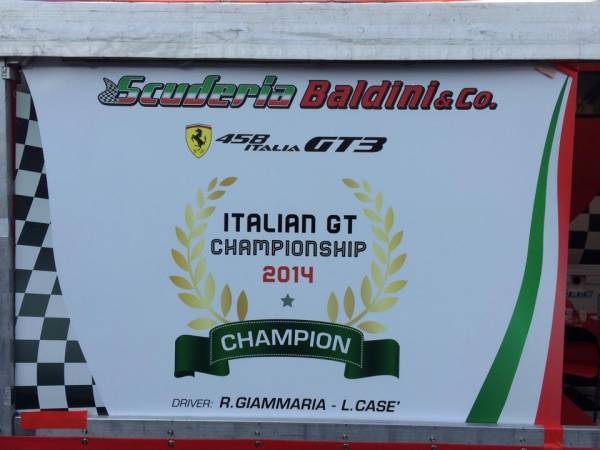 Scuderia Baldini & Co.
458 ITALIA GT3
ITALIAN GT
CHAMPIONSHIP
2014
CHAMPION
DRIVER: R.GIAMMARIA - L.CASE'